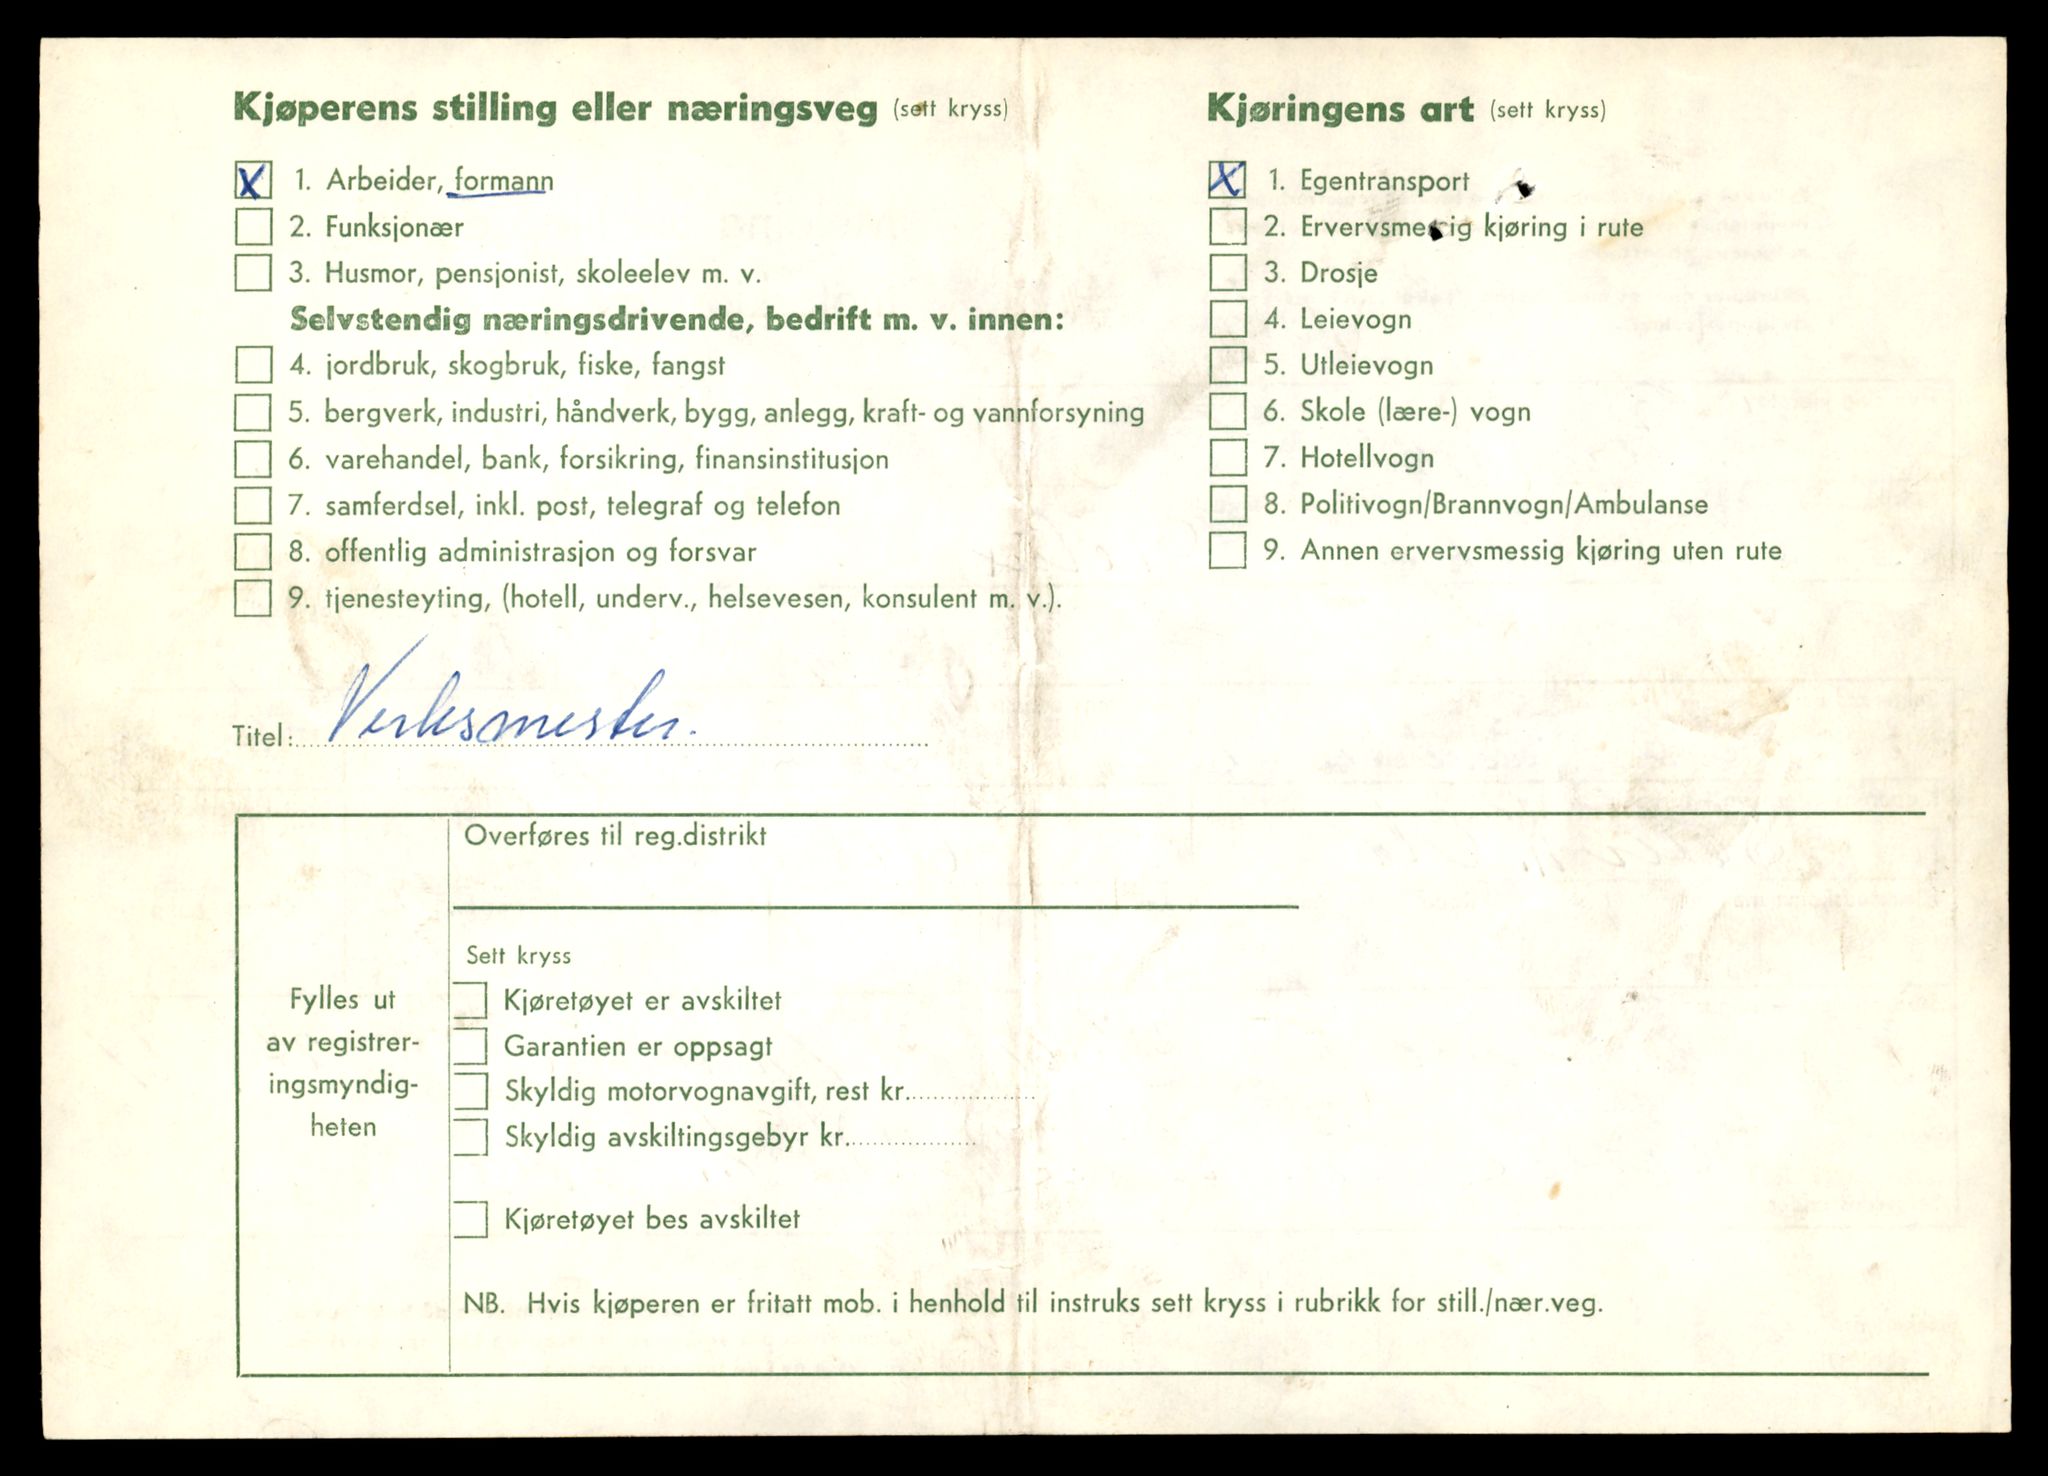 Kjøperens stilling eller næringsveg (sett kryss)
X 1. Arbeider, formann
2. Funksjonær
3. Husmor, pensjonist, skoleelev m. v.
Selvstendig næringsdrivende, bedrift m. v. innen:
4. jordbruk, skogbruk, fiske, fangst
5. bergverk, industri, håndverk, bygg, anlegg, kraft- og vannforsyning
6. varehandel, bank, forsikring, finansinstitusjon
7. samferdsel, inkl. post, telegraf og telefon
8. offentlig administrasjon og forsvar
9. tjenesteyting, (hotell, underv., helsevesen, konsulent m. v.).
Titel: Verksmester.
Kjøringens art (sett kryss)
X 1. Egentransport
2. Ervervsmessig kjøring i rute
3. Drosje
4. Leievogn
5. Utleievogn
6. Skole (lære-) vogn
7. Hotellvogn
8. Politivogn/Brannvogn/Ambulanse
9. Annen ervervsmessig kjøring uten rute
Fylles ut
av registrer-
ingsmyndig-
heten
Overføres til reg.distrikt
Sett kryss
Kjøretøyet er avskiltet
Garantien er oppsagt
Skyldig motorvognavgift, rest kr.
Skyldig avskiltingsgebyr kr.
Kjøretøyet bes avskiltet
NB. Hvis kjøperen er fritatt mob. i henhold til instruks sett kryss i rubrikk for still./nær.veg.